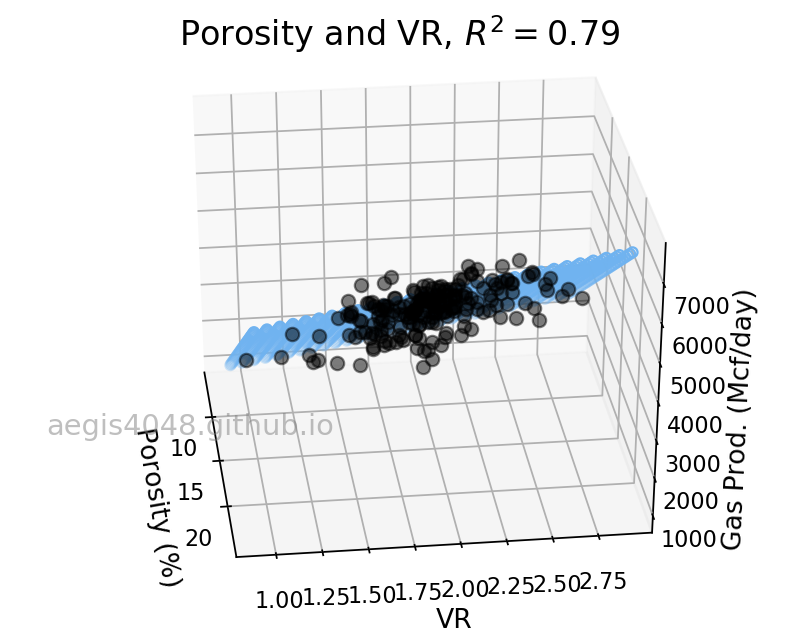 Porosity and VR, R² = 0.79
aegis4048.github.io
Porosity (%)
10
15
20
1.00 1.25 1.50 1.75 2.00 2.25 2.50 2.75
VR
7000
6000
5000
4000
3000
2000
1000
Gas Prod. (Mcf/day)